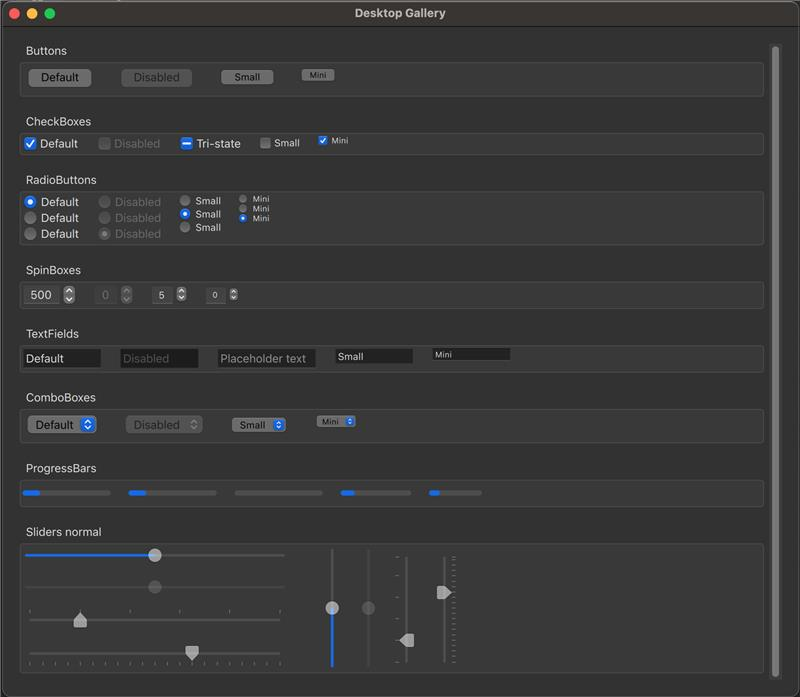 Desktop Gallery
Buttons
Default Disabled Small Mini
CheckBoxes
Default Disabled Tri-state Small Mini
RadioButtons
Default Disabled Small Mini
Default Disabled Small Mini
Default Disabled Small Mini
SpinBoxes
500 0 5 0
TextFields
Default Disabled Placeholder text Small Mini
ComboBoxes
Default Disabled Small Mini
ProgressBars
Sliders normal